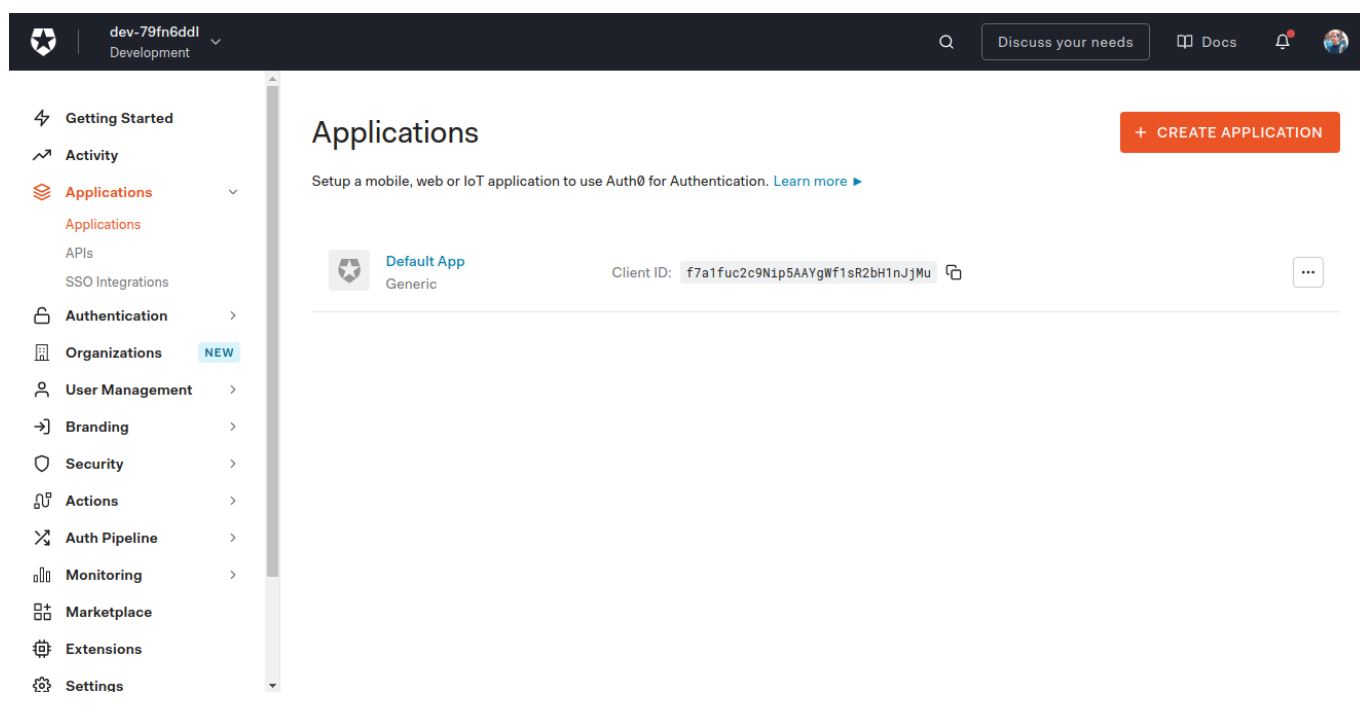 dev-79fn6ddl
Development
Discuss your needs
Docs
Getting Started
Activity
Applications
Applications
APIs
SSO Integrations
Authentication
Organizations NEW
User Management
Branding
Security
Actions
Auth Pipeline
Monitoring
Marketplace
Extensions
Settings
Applications
+ CREATE APPLICATION
Setup a mobile, web or IoT application to use Auth0 for Authentication. Learn more ▶
Default App
Generic
Client ID: f7a1fuc2c9Nip5AAYgWf1sR2bH1nJjMu